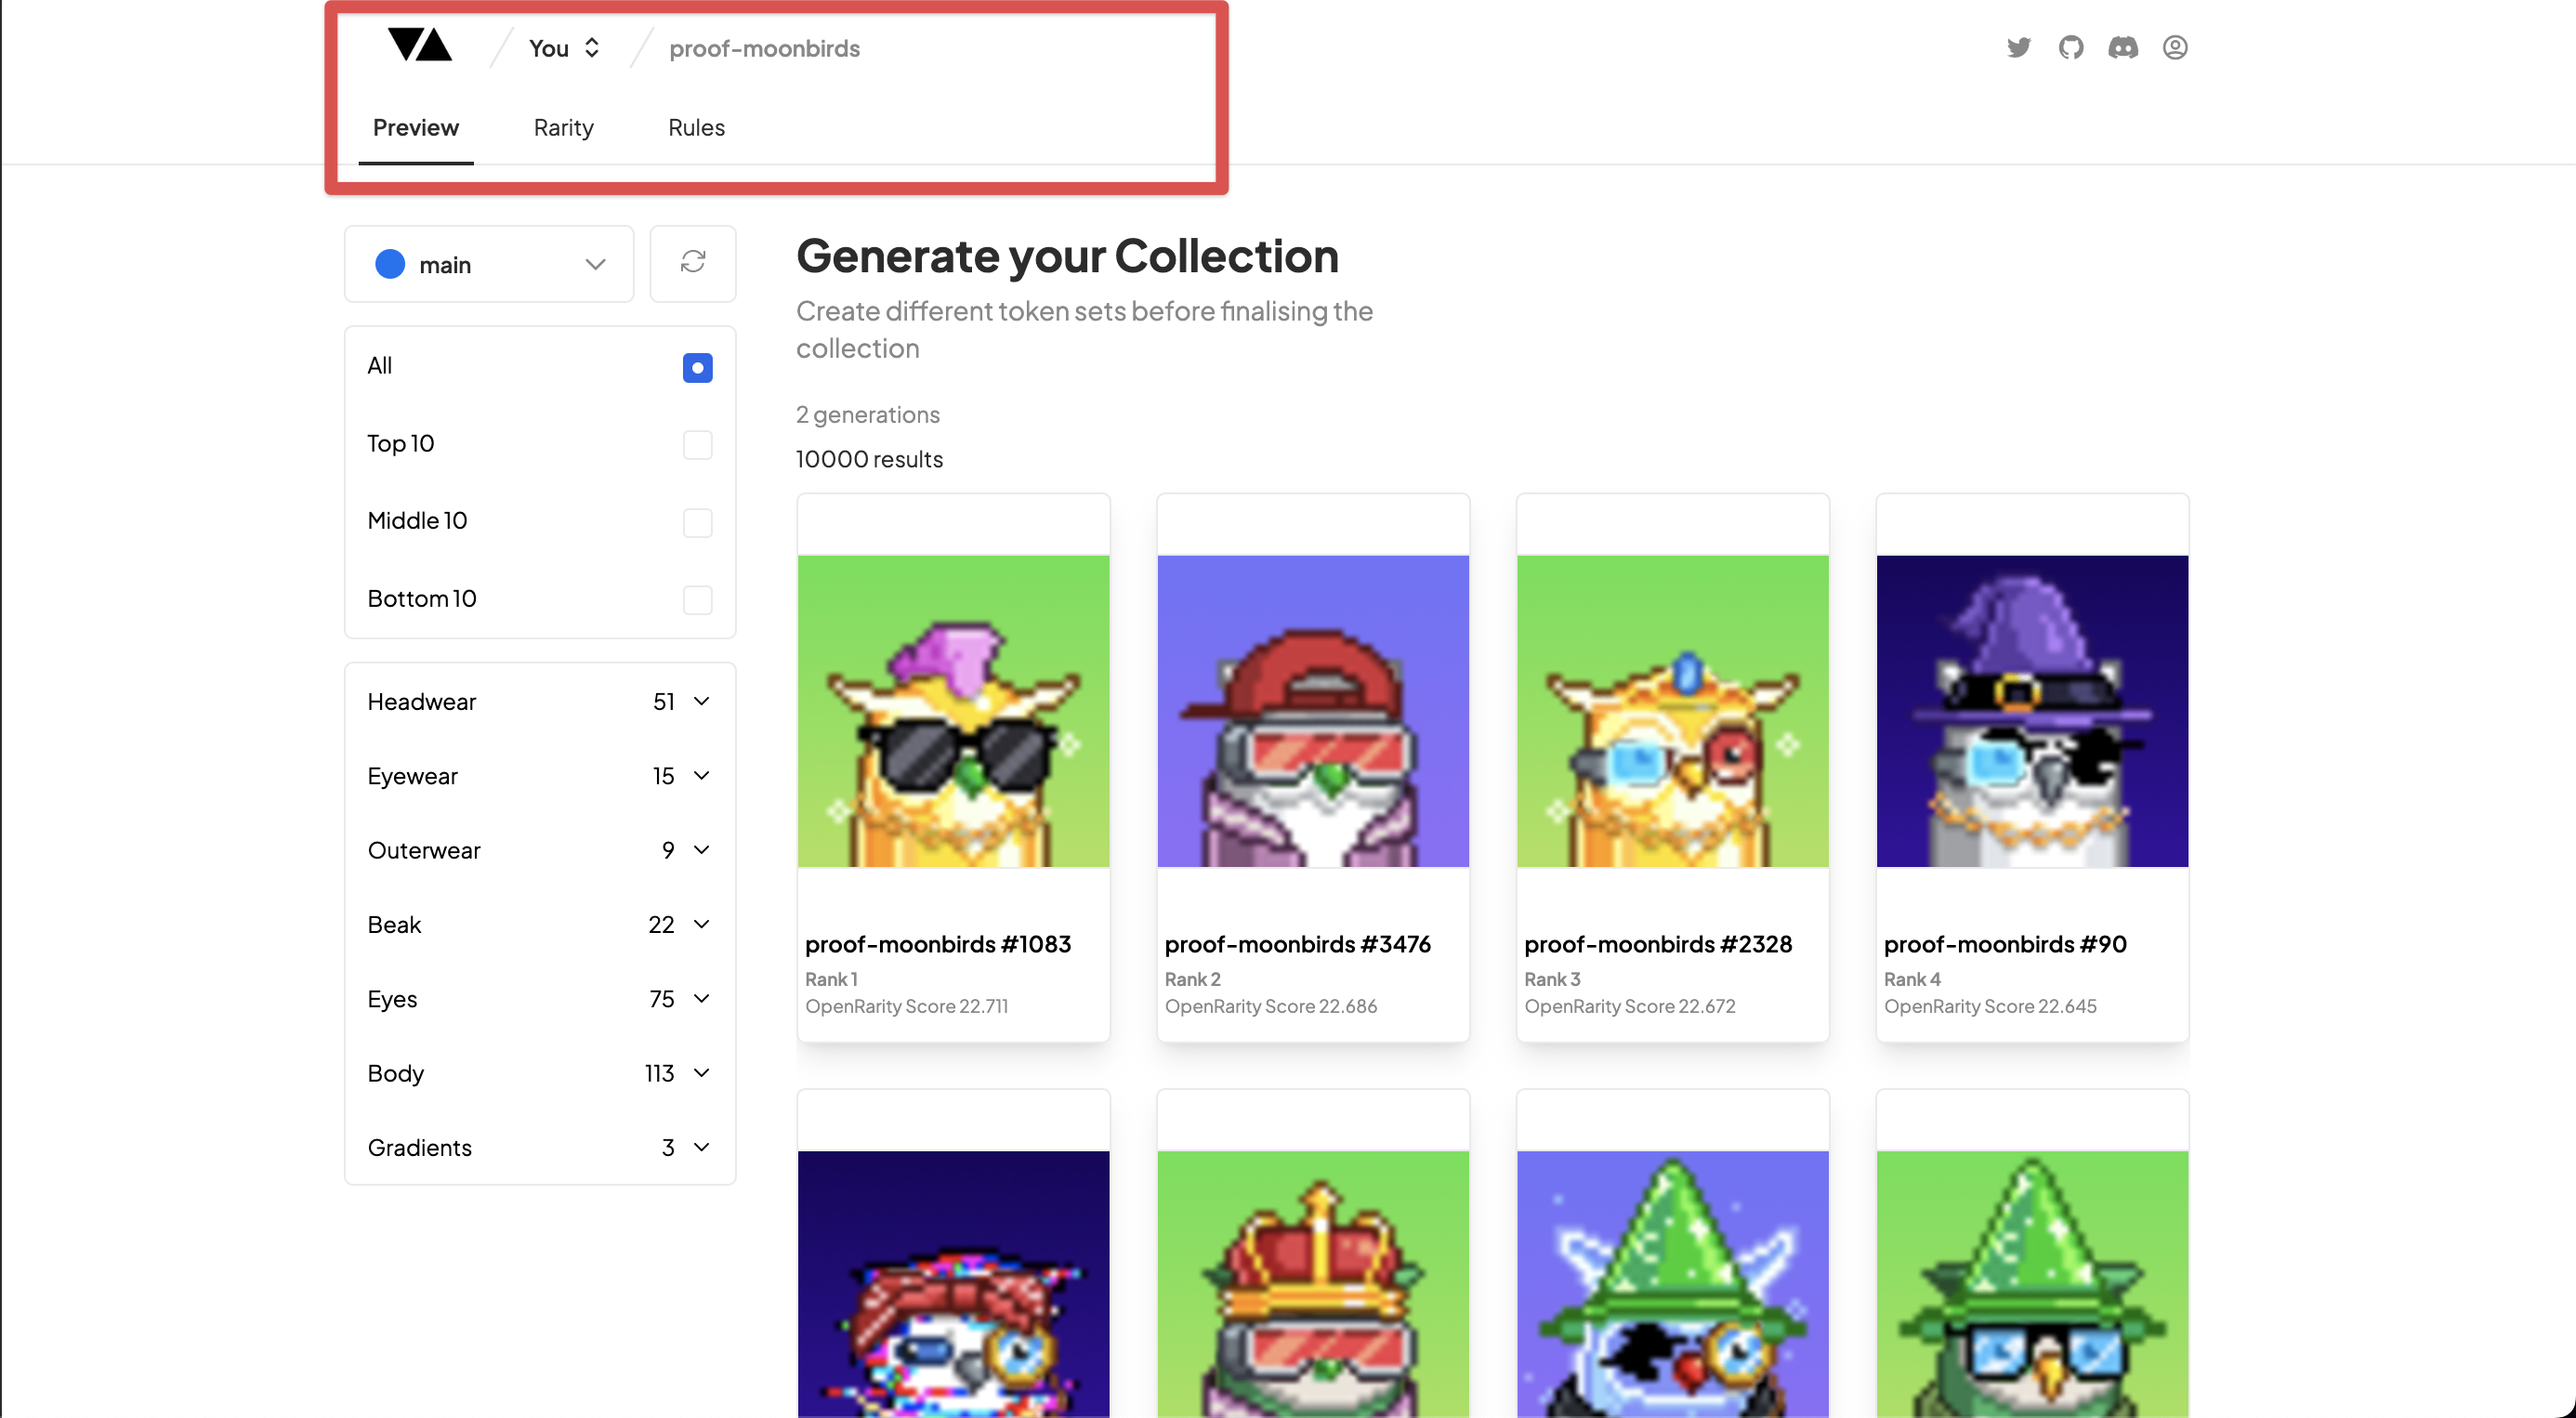 You proof-moonbirds
Preview Rarity Rules
main
All
Top 10
Middle 10
Bottom 10
Headwear 51
Eyewear 15
Outerwear 9
Beak 22
Eyes 75
Body 113
Gradients 3
Generate your Collection
Create different token sets before finalising the
collection
2 generations
10000 results
proof-moonbirds #1083
Rank 1
OpenRarity Score 22.711
proof-moonbirds #3476
Rank 2
OpenRarity Score 22.686
proof-moonbirds #2328
Rank 3
OpenRarity Score 22.672
proof-moonbirds #90
Rank 4
OpenRarity Score 22.645